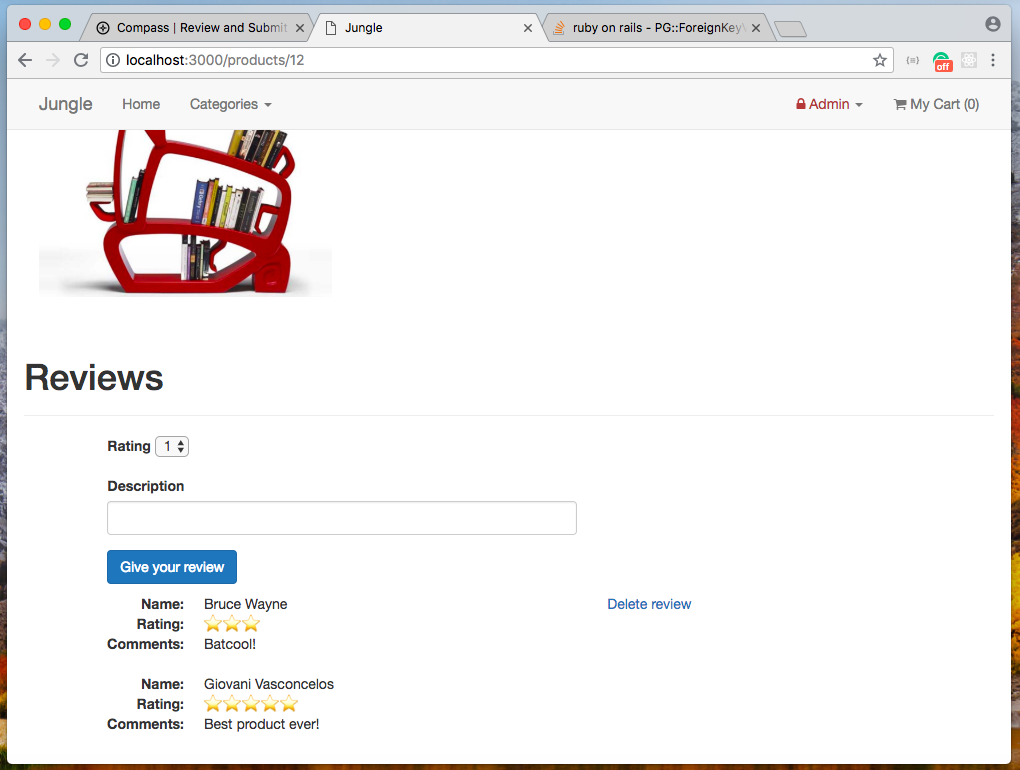 Compass | Review and Submit
Jungle
ruby on rails - PG::ForeignKeyV
localhost:3000/products/12
off
Jungle
Home
Categories
Admin
My Cart (0)
Reviews
Rating 1
Description
Give your review
Name: Bruce Wayne
Delete review
Rating: ⭐⭐⭐
Comments: Batcool!
Name: Giovani Vasconcelos
Rating: ⭐⭐⭐⭐⭐
Comments: Best product ever!